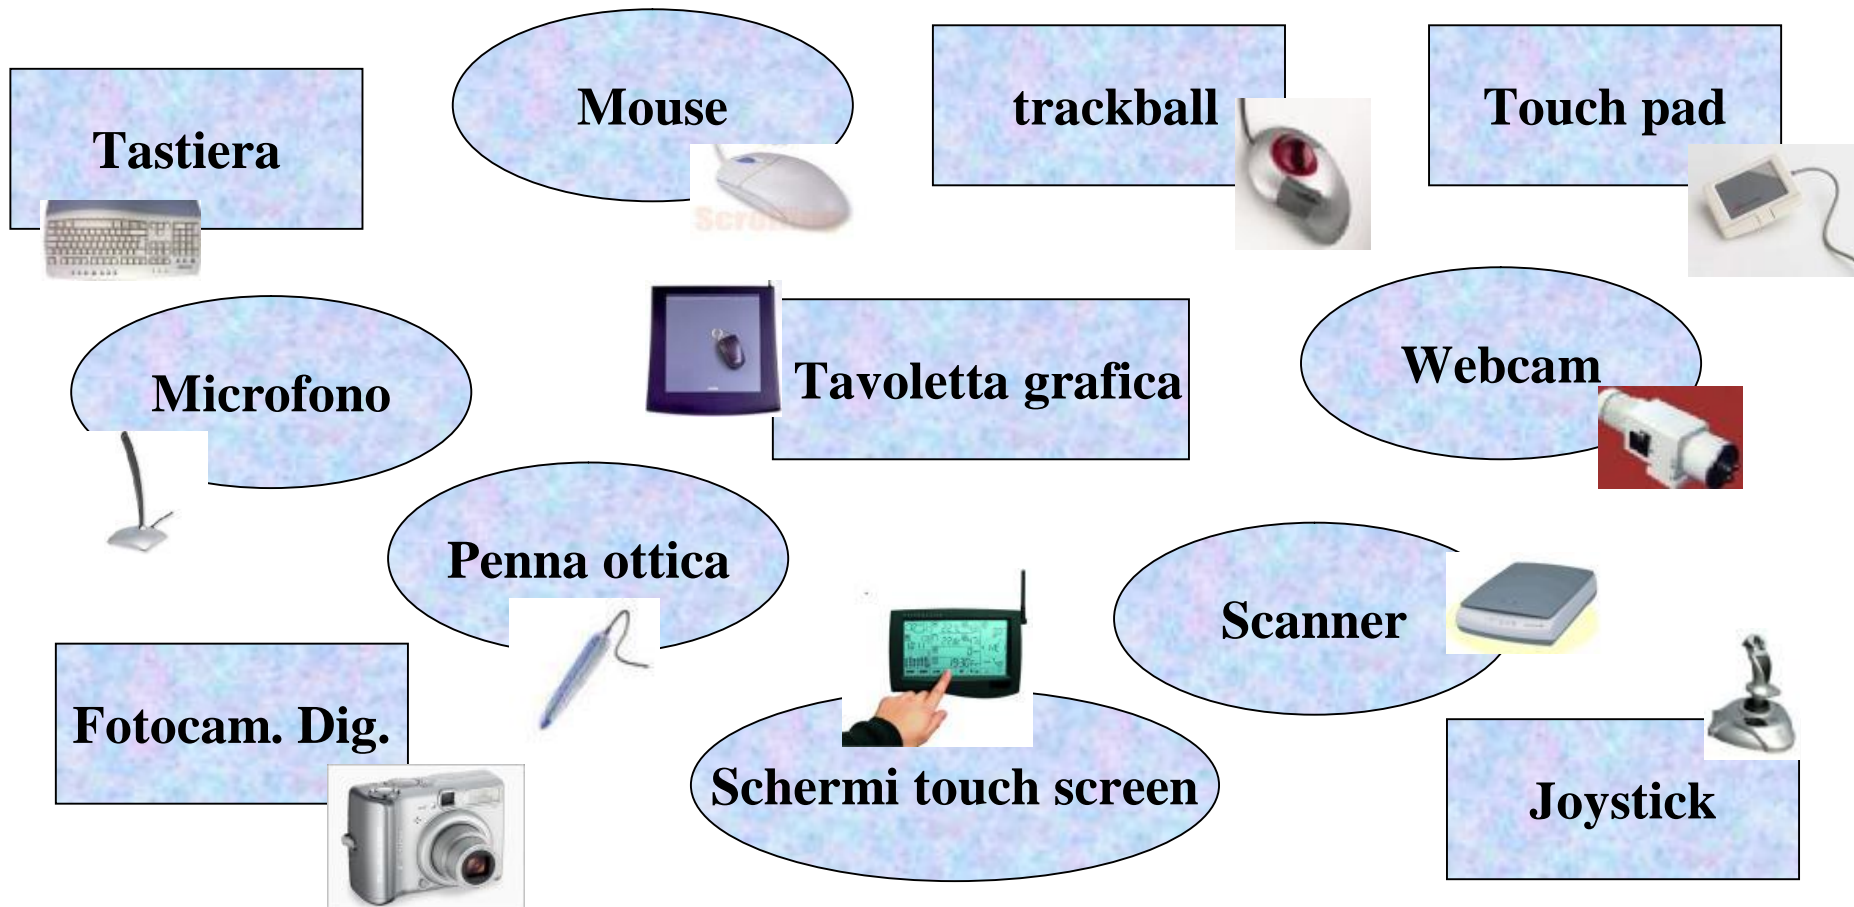 Mouse
trackball
Touch pad
Tastiera
Webcam
Tavoletta grafica
Microfono
Penna ottica
Scanner
Fotocam. Dig.
Schermi touch screen
Joystick